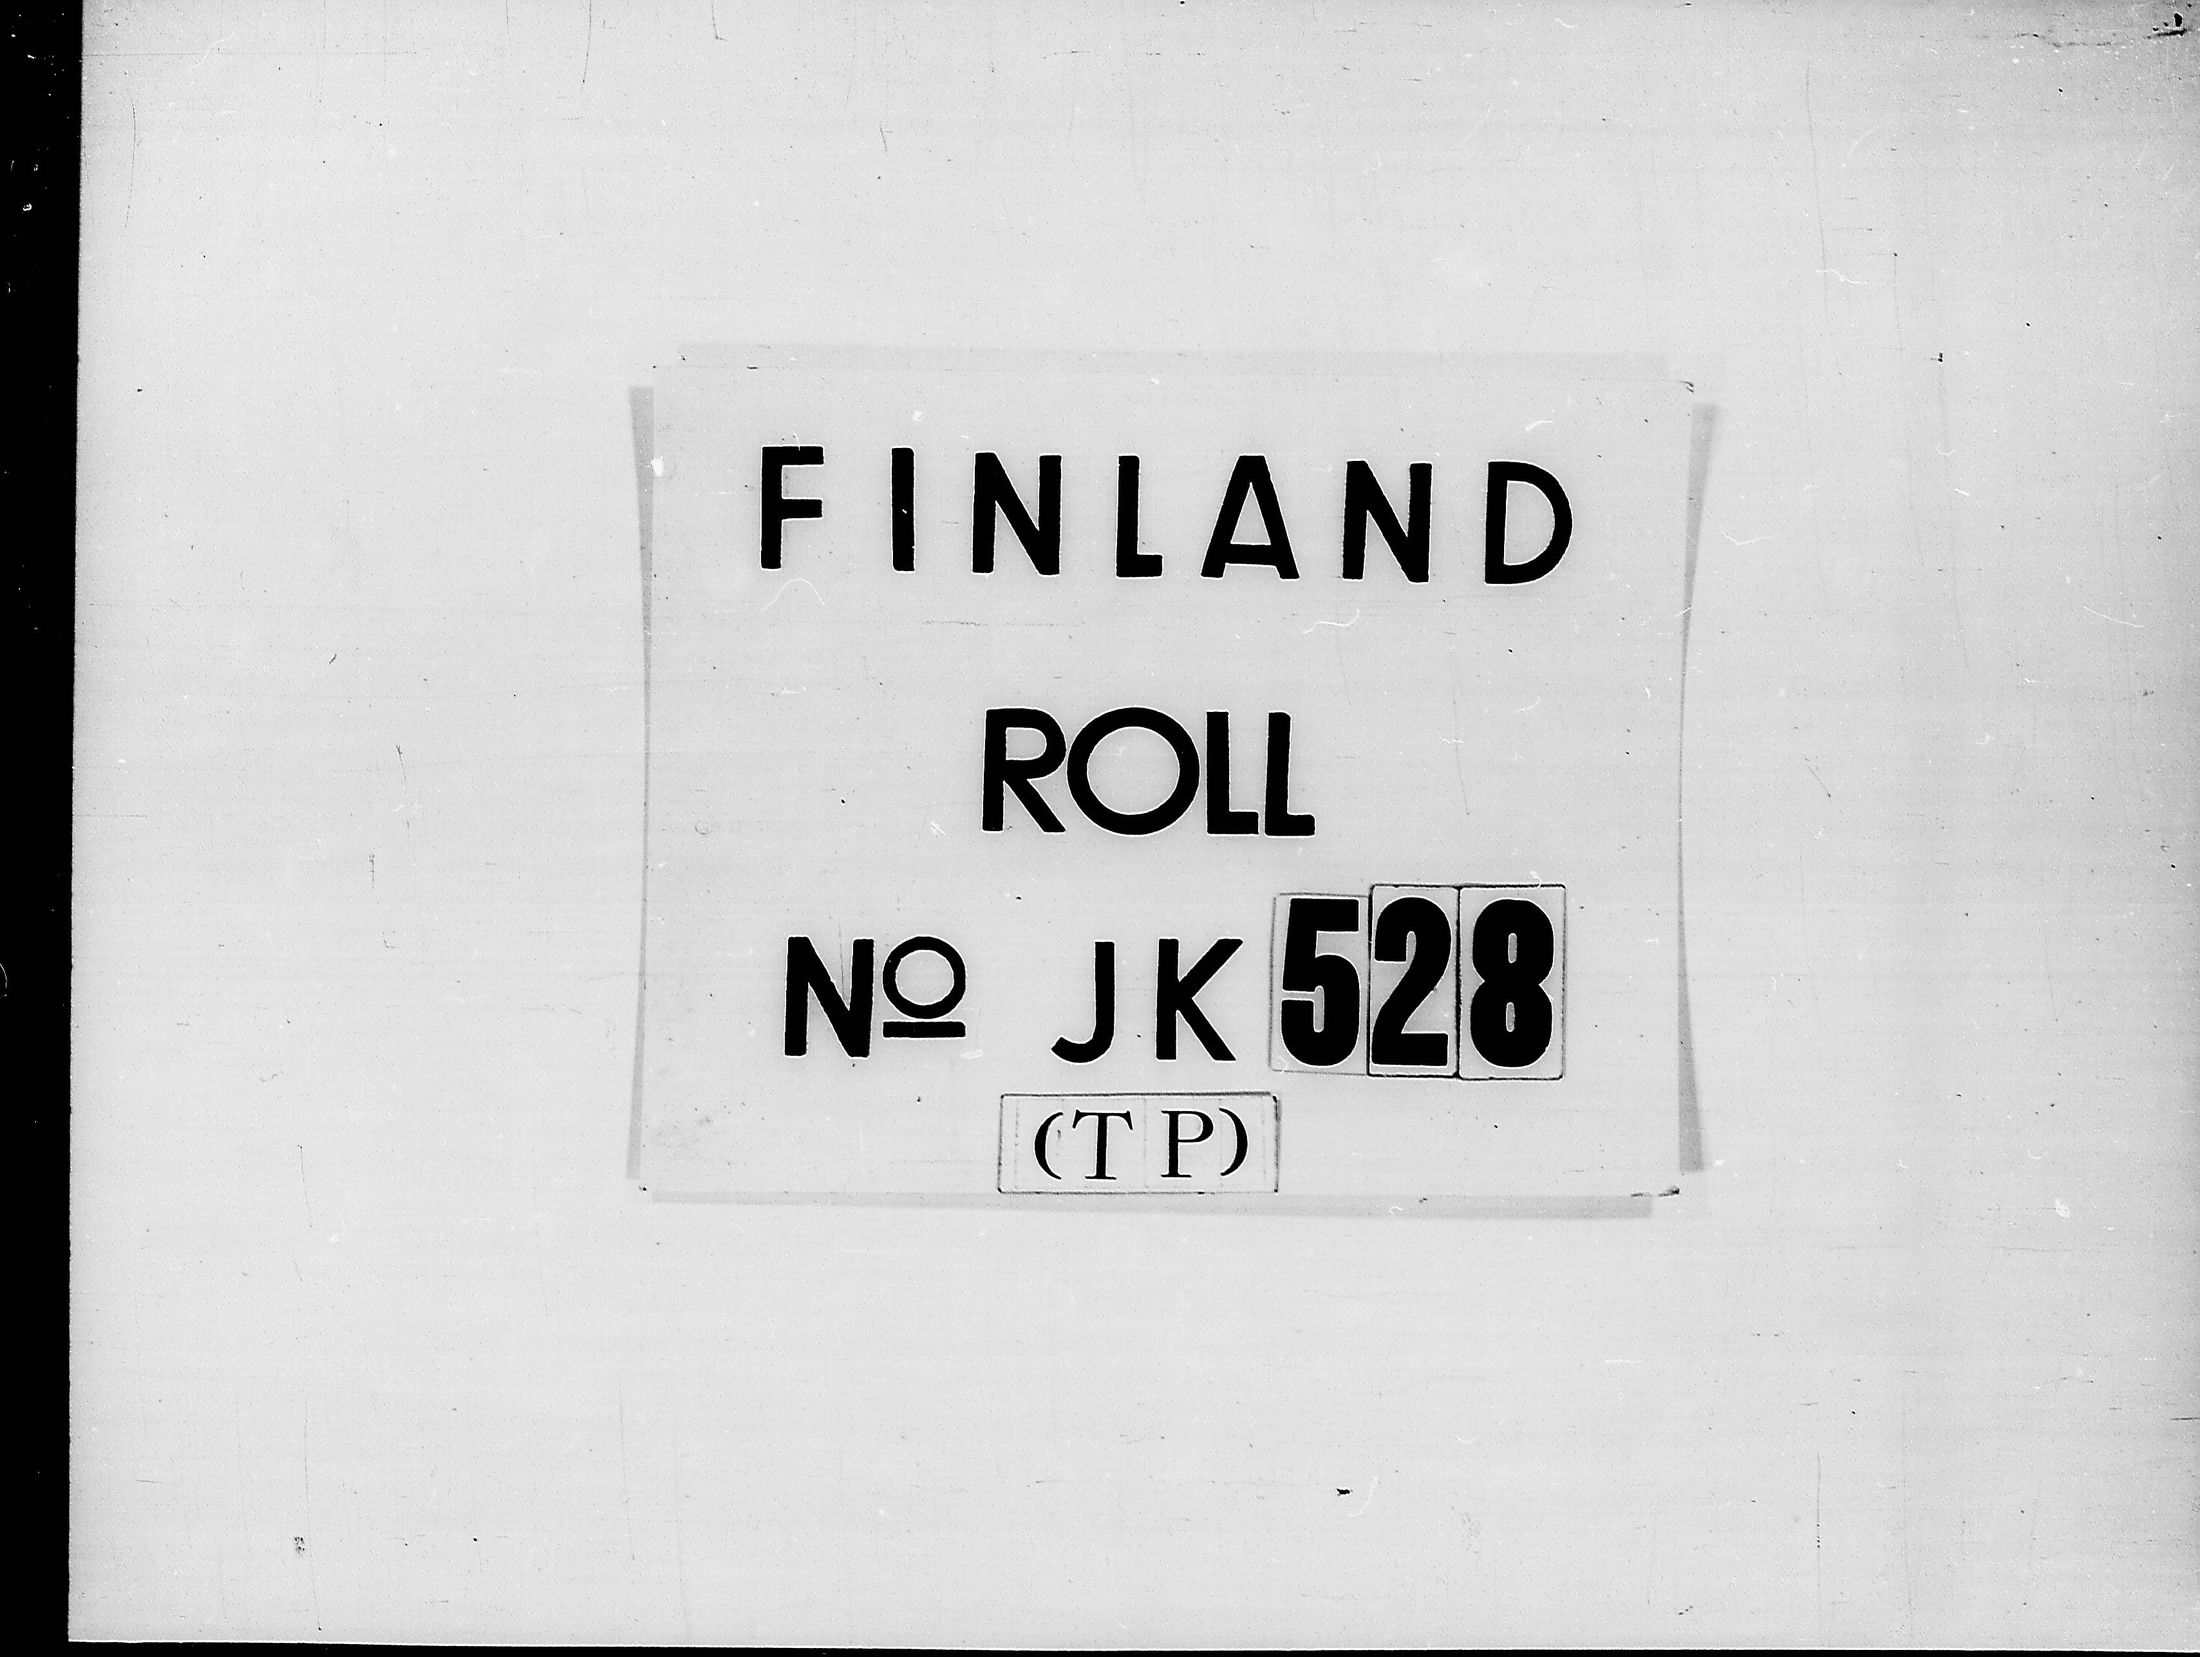 FINLAND
ROLL
Nº JK 528
(TP)